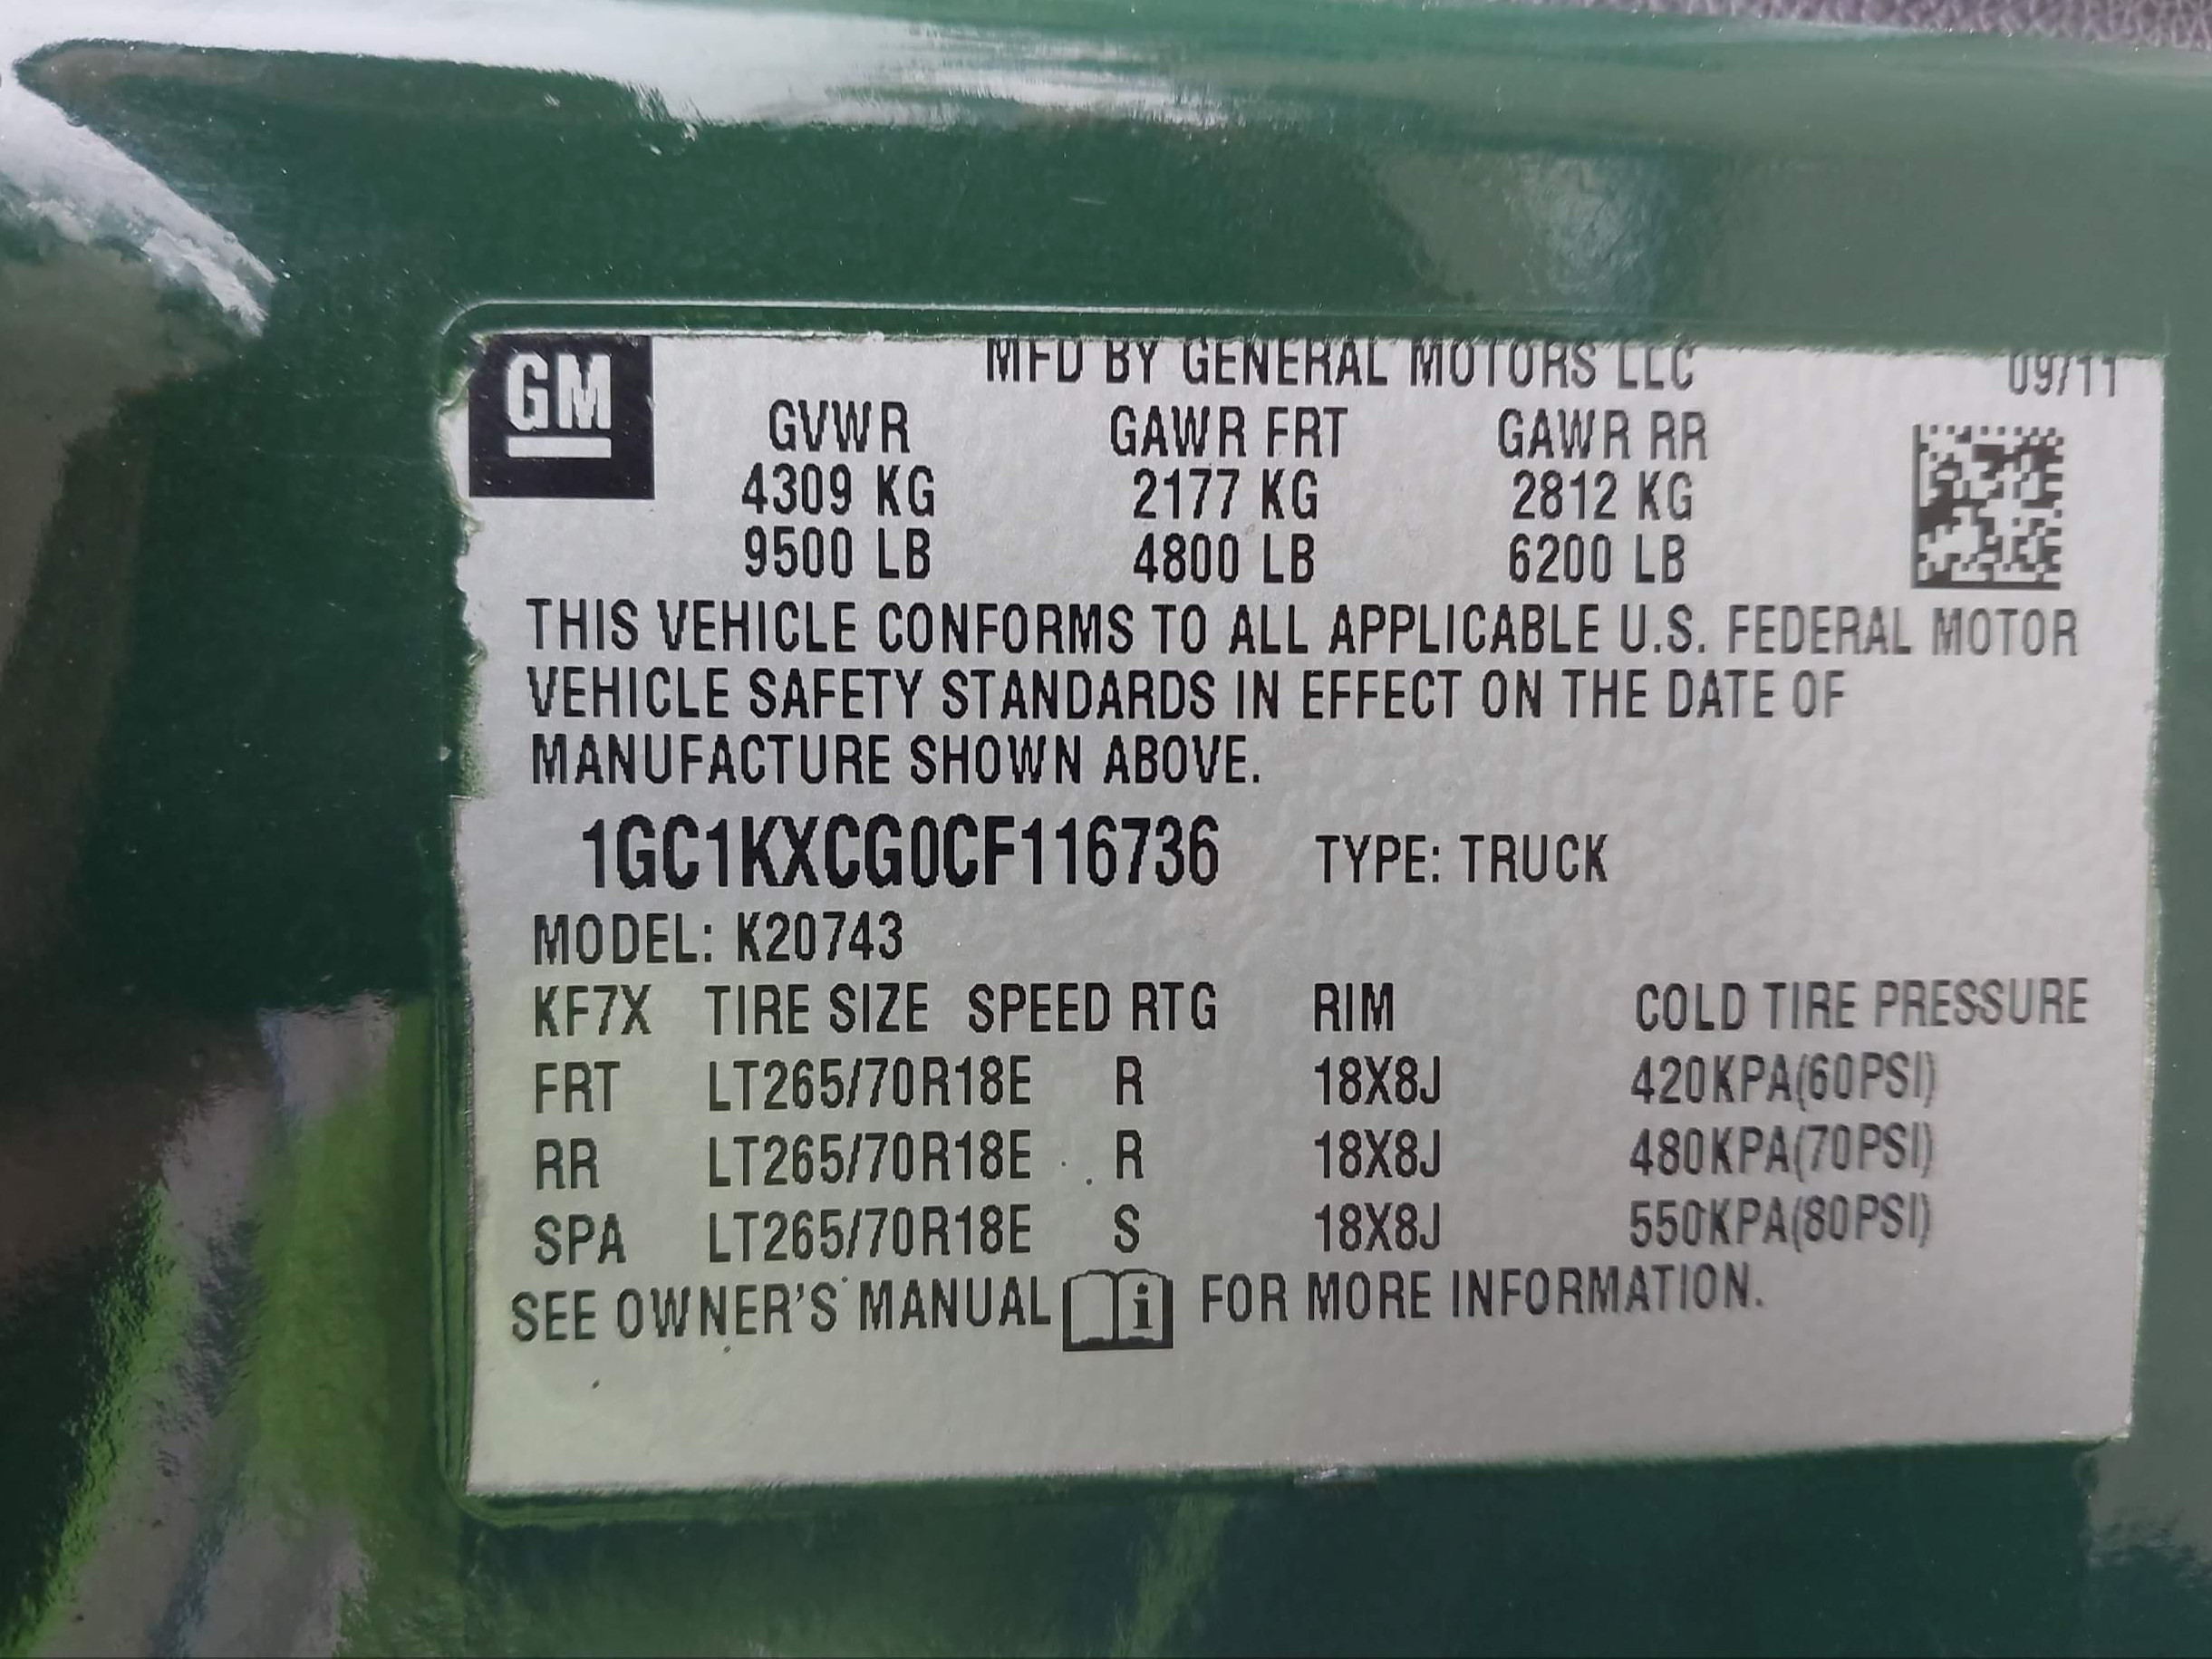 GM
MFD BY GENERAL MOTORS LLC 09/11
GVWR GAWR FRT GAWR RR
4309 KG 2177 KG 2812 KG
9500 LB 4800 LB 6200 LB
THIS VEHICLE CONFORMS TO ALL APPLICABLE U.S. FEDERAL MOTOR
VEHICLE SAFETY STANDARDS IN EFFECT ON THE DATE OF
MANUFACTURE SHOWN ABOVE.
1GC1KXCG0CF116736 TYPE: TRUCK
MODEL: K20743
KF7X TIRE SIZE SPEED RTG RIM COLD TIRE PRESSURE
FRT LT265/70R18E R 18X8J 420KPA(60PSI)
RR LT265/70R18E R 18X8J 480KPA(70PSI)
SPA LT265/70R18E S 18X8J 550KPA(80PSI)
SEE OWNER'S MANUAL i FOR MORE INFORMATION.